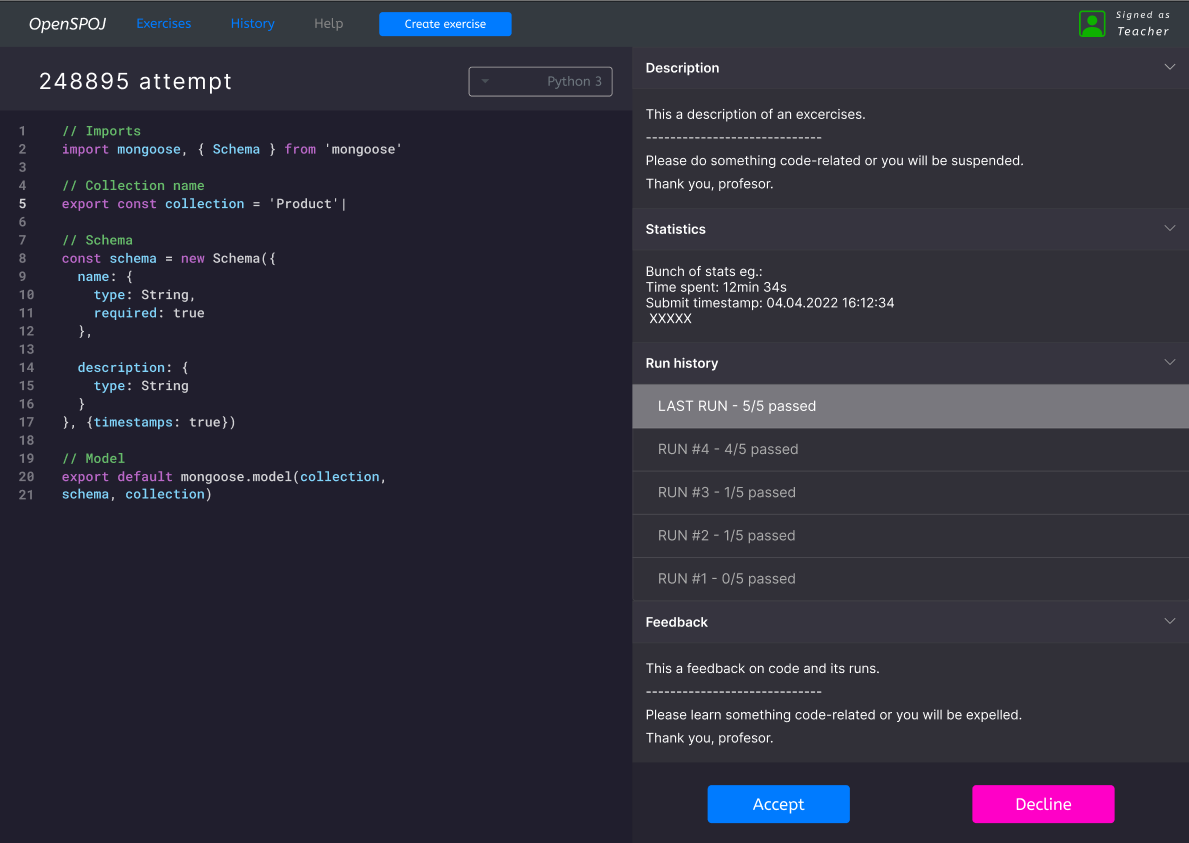 OpenSPOJ
Exercises
History
Help
Create exercise
Signed as
Teacher
248895 attempt
Python 3
1 // Imports
2 import mongoose, { Schema } from 'mongoose'
3
4 // Collection name
5 export const collection = 'Product'|
6
7 // Schema
8 const schema = new Schema({
9 name: {
10 type: String,
11 required: true
12 },
13
14 description: {
15 type: String
16 }
17 }, {timestamps: true})
18
19 // Model
20 export default mongoose.model(collection,
21 schema, collection)
Description
This a description of an excercises.
-----------------------------
Please do something code-related or you will be suspended.
Thank you, profesor.
Statistics
Bunch of stats eg.:
Time spent: 12min 34s
Submit timestamp: 04.04.2022 16:12:34
XXXXX
Run history
LAST RUN - 5/5 passed
RUN #4 - 4/5 passed
RUN #3 - 1/5 passed
RUN #2 - 1/5 passed
RUN #1 - 0/5 passed
Feedback
This a feedback on code and its runs.
-----------------------------
Please learn something code-related or you will be expelled.
Thank you, profesor.
Accept
Decline